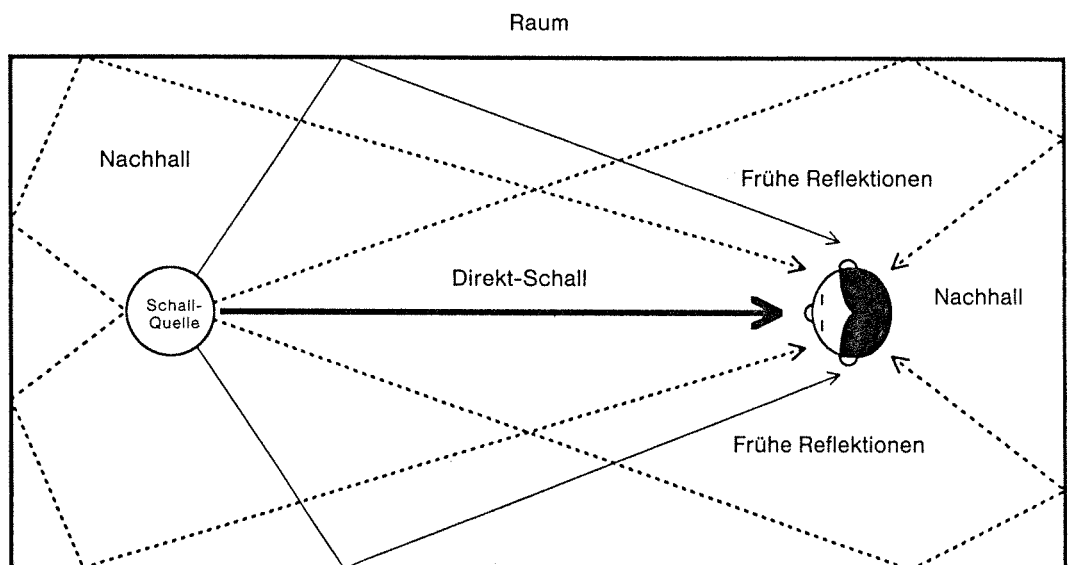 Raum
Nachhall
Frühe Reflektionen
Direkt-Schall
Schall-
Quelle
Nachhall
Frühe Reflektionen